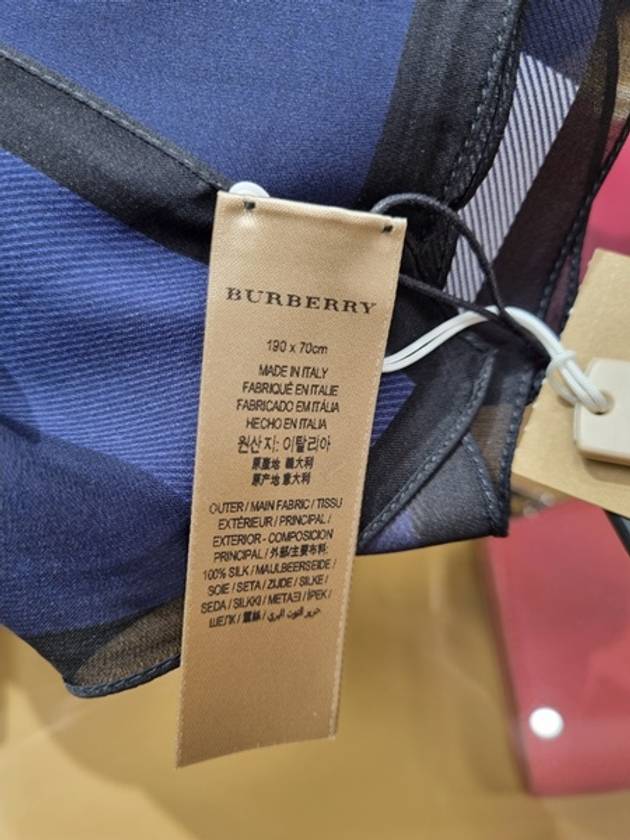 BURBERRY
190 x 70cm
MADE IN ITALY
FABRIQUÉ EN ITALIE
FABRICADO EM ITÁLIA
HECHO EN ITALIA
원산지: 이탈리아
原產地 義大利
原产地 意大利
OUTER / MAIN FABRIC / TISSU
EXTÉRIEUR / PRINCIPAL /
EXTERIOR - COMPOSICION
PRINCIPAL / 外部/主要布料:
100% SILK / MAULBEERSEIDE /
SOIE / SETA / ZIJDE / SILKE /
SEDA / SILKKI / ΜΕΤΑΞΙ / İPEK /
ШЕЛК / 蠶絲 / حرير التوت البري